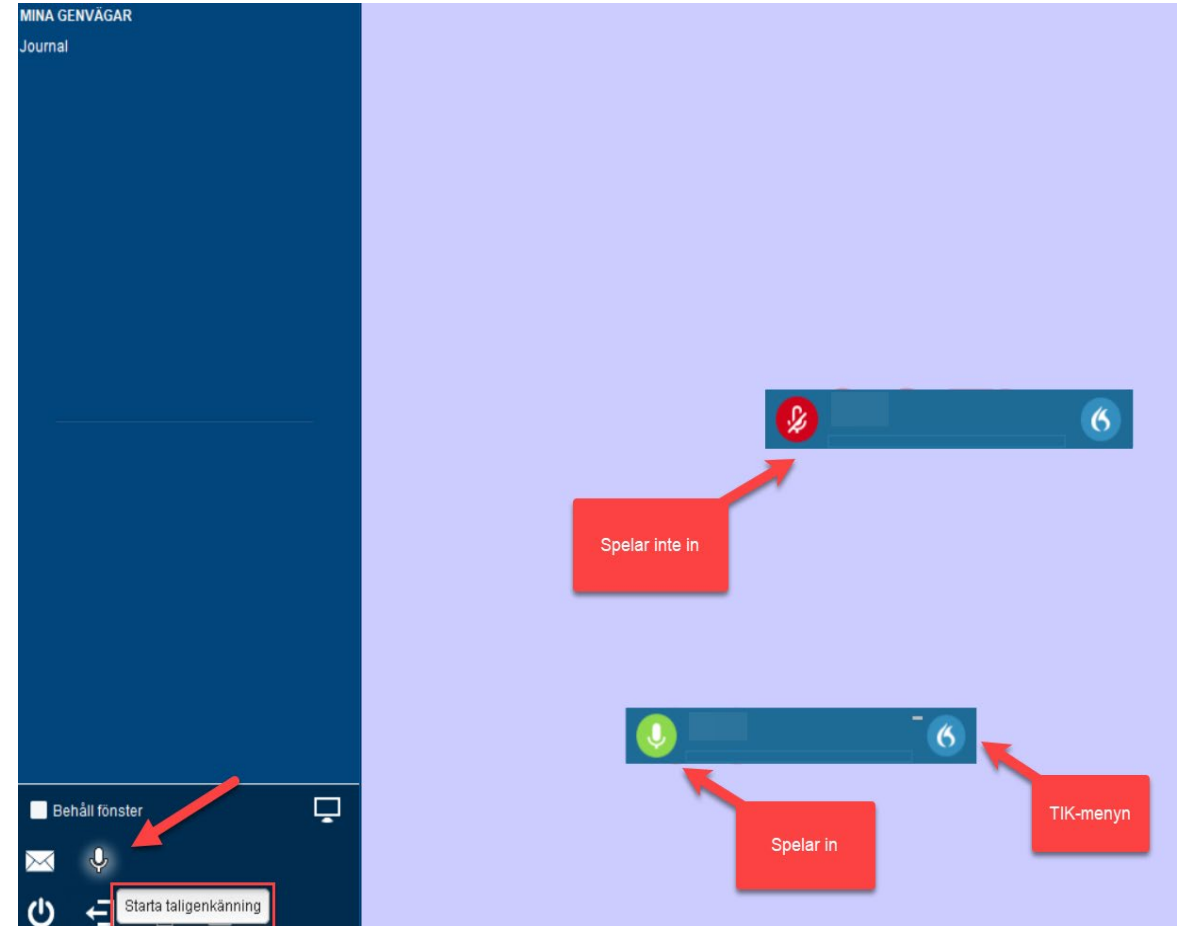 MINA GENVÄGAR
Journal
Spelar inte in
TIK-menyn
Spelar in
Behåll fönster
Starta taligenkänning